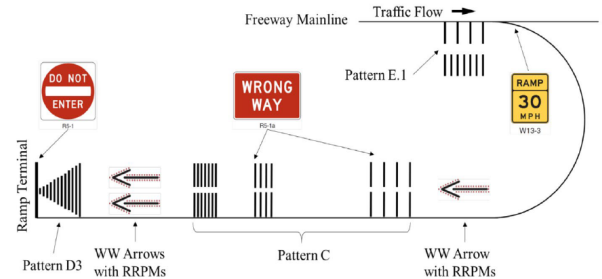 Traffic Flow
Freeway Mainline
Pattern E.1
DO NOT
ENTER
R5-1
WRONG
WAY
R5-1a
RAMP
30
MPH
W13-3
Ramp Terminal
Pattern D3
WW Arrows
with RRPMs
Pattern C
WW Arrow
with RRPMs